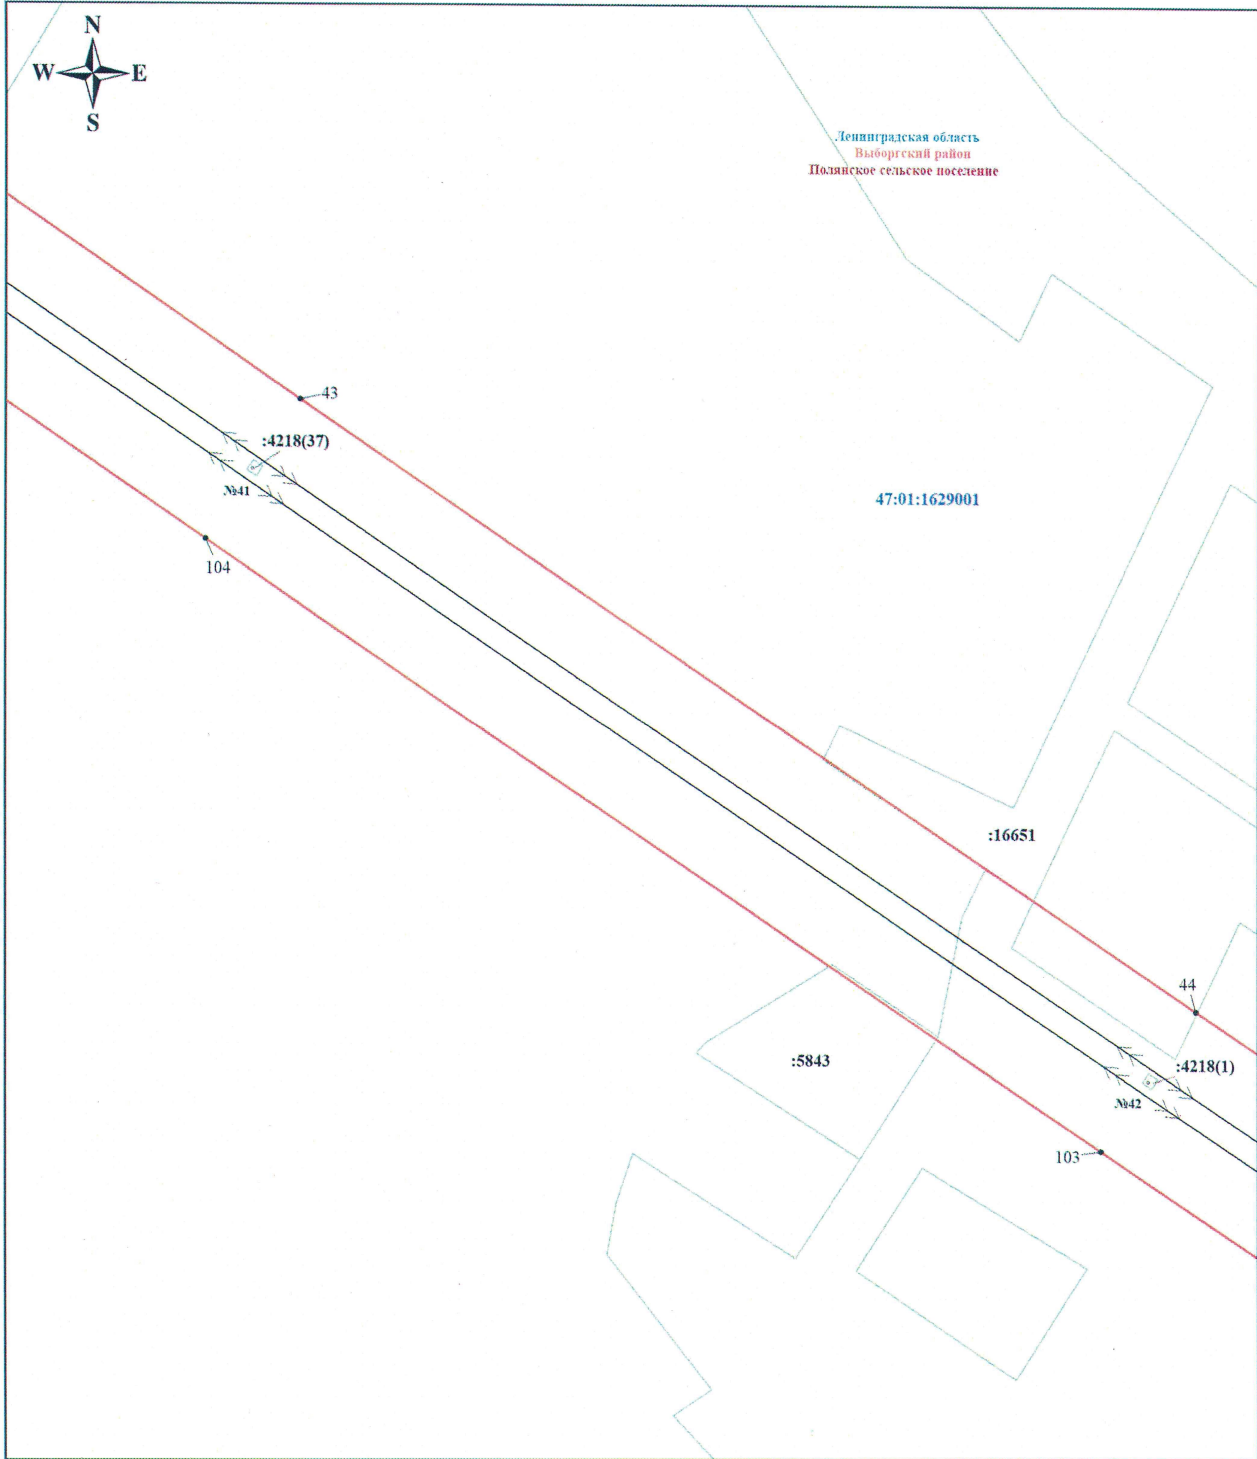 N
W E
S
Ленинградская область
Выборгский район
Полянское сельское поселение
43
:4218(37)
№41
47:01:1629001
104
:16651
44
:5843
:4218(1)
№42
103